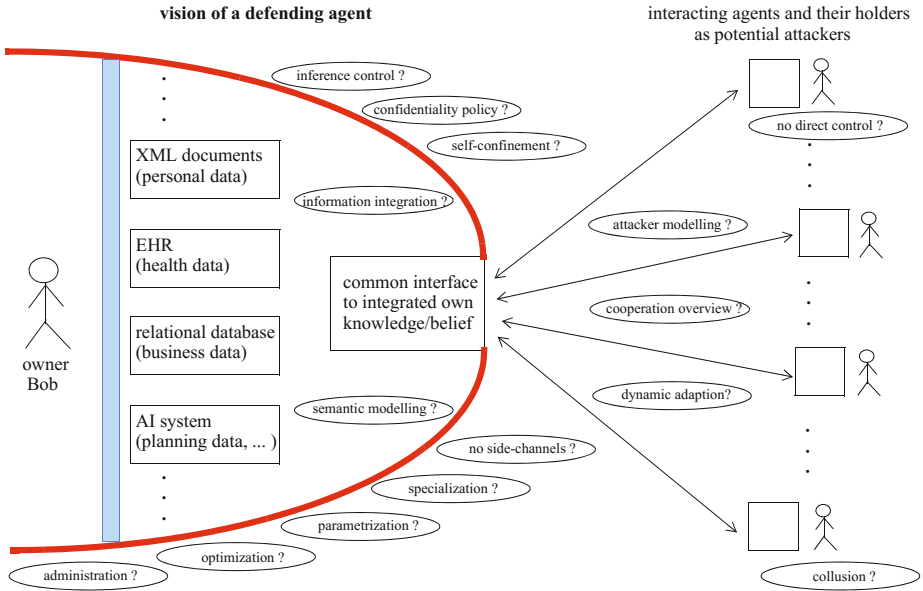 vision of a defending agent
interacting agents and their holders
as potential attackers
inference control ?
confidentiality policy ?
self-confinement ?
no direct control ?
XML documents
(personal data)
information integration ?
attacker modelling ?
EHR
(health data)
common interface
to integrated own
knowledge/belief
cooperation overview ?
relational database
(business data)
owner
Bob
dynamic adaption?
AI system
(planning data, ... )
semantic modelling ?
no side-channels ?
specialization ?
parametrization ?
optimization ?
administration ?
collusion ?